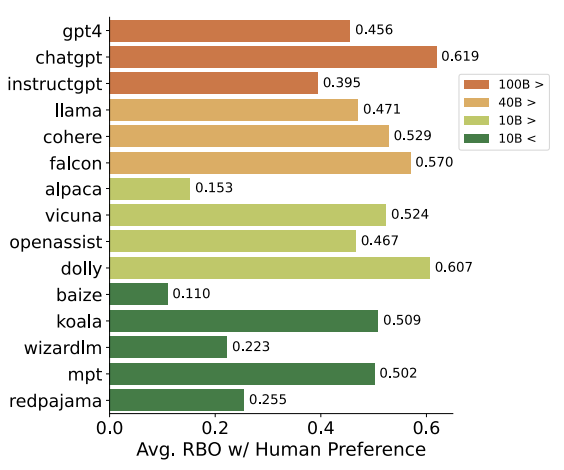 gpt4 0.456
chatgpt 0.619
instructgpt 0.395
llama 0.471
cohere 0.529
falcon 0.570
alpaca 0.153
vicuna 0.524
openassist 0.467
dolly 0.607
baize 0.110
koala 0.509
wizardlm 0.223
mpt 0.502
redpajama 0.255
100B >
40B >
10B >
10B <
0.0 0.2 0.4 0.6
Avg. RBO w/ Human Preference